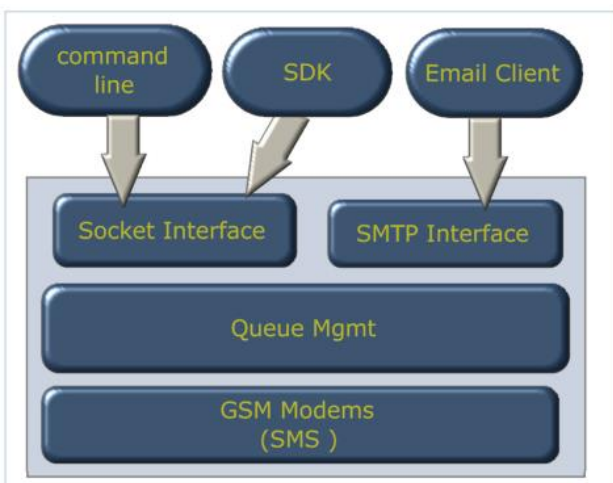 command
line
SDK
Email Client
Socket Interface
SMTP Interface
Queue Mgmt
GSM Modems
(SMS )